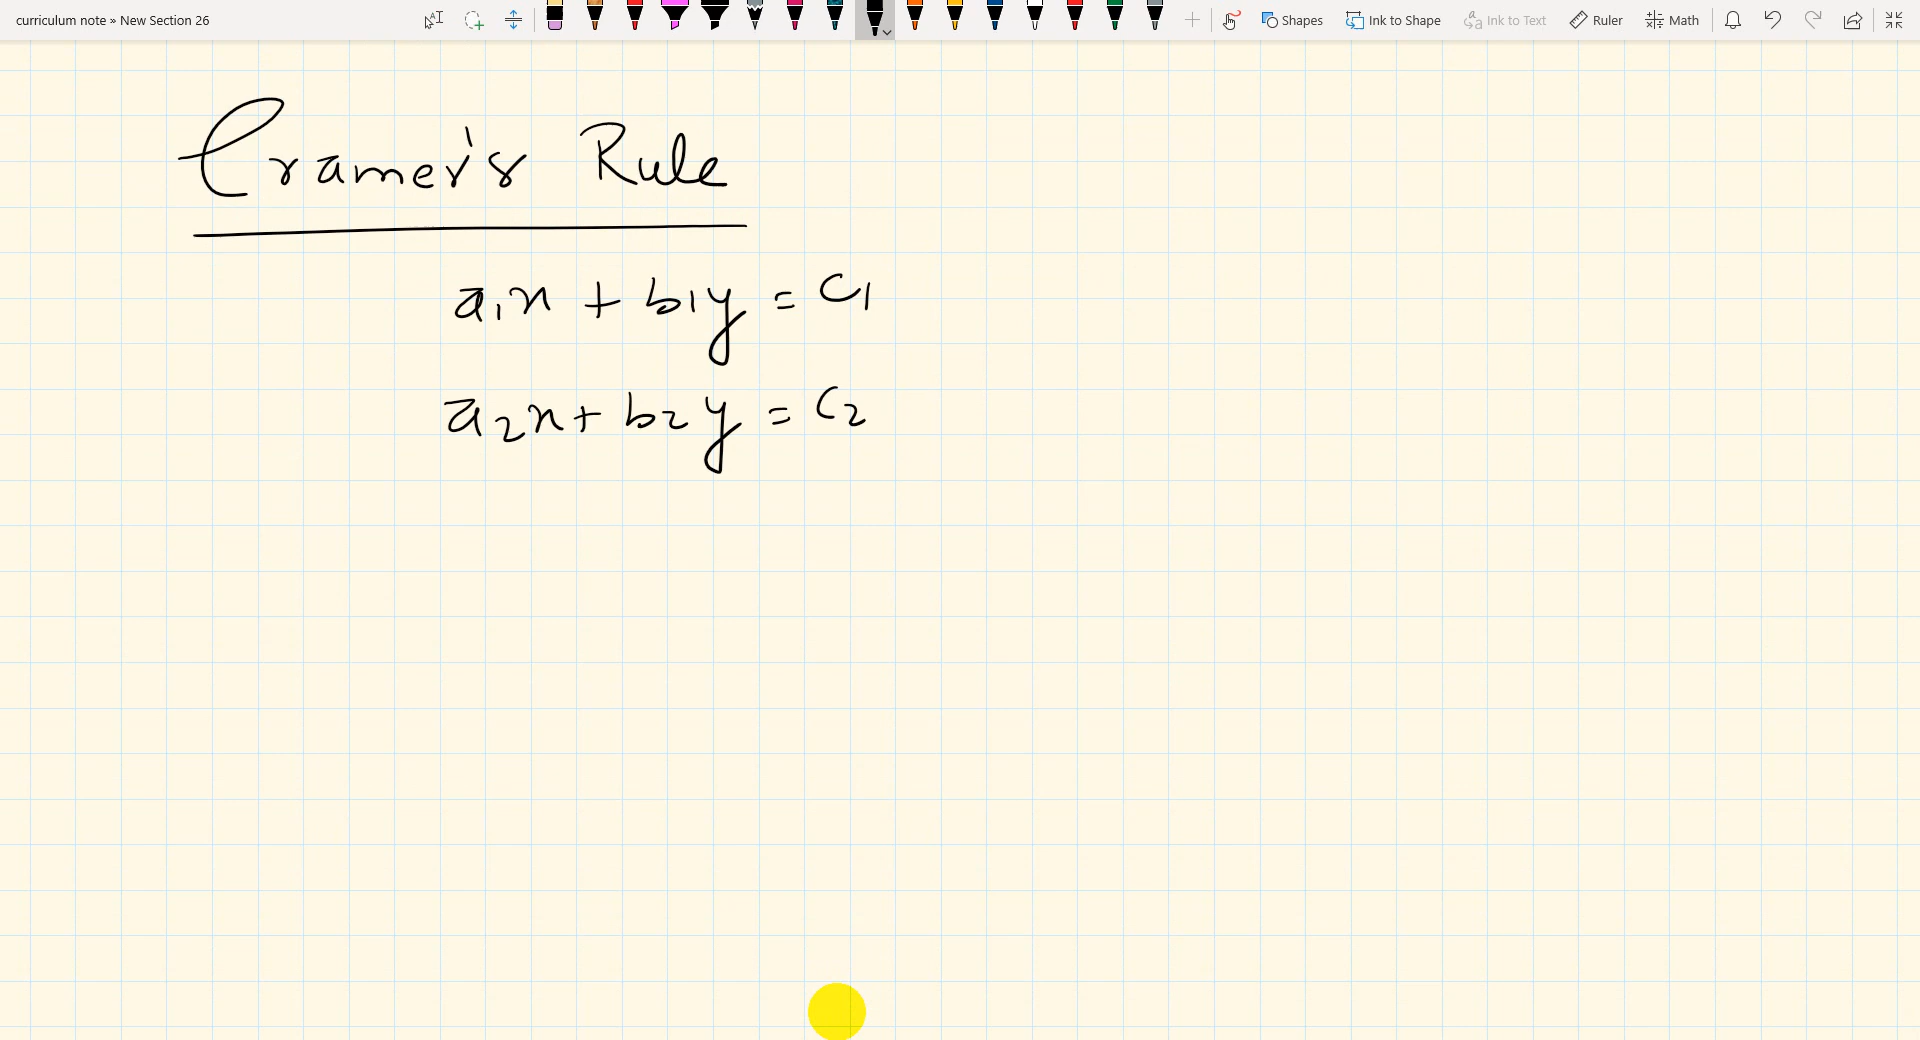 curriculum note » New Section 26
Shapes
Ink to Shape
Ink to Text
Ruler
Math
Cramer's Rule
a₁x + b₁y = c₁
a₂x + b₂y = c₂